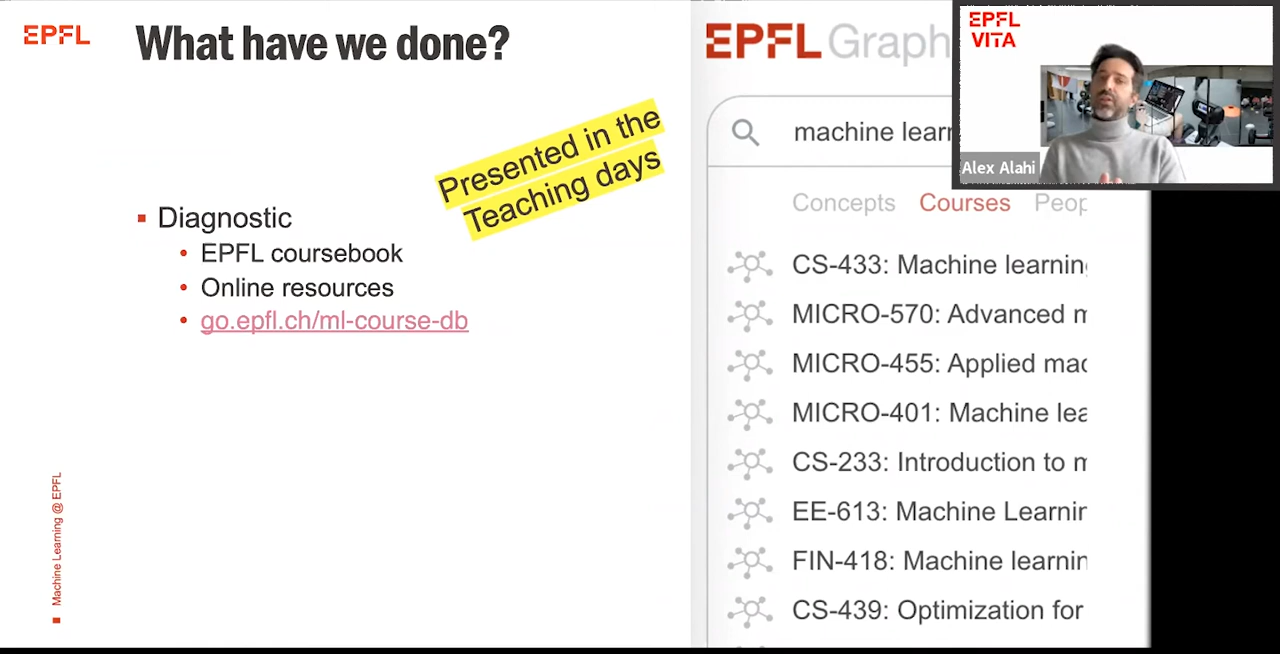 EPFL
What have we done?
Presented in the
Teaching days
Diagnostic
EPFL coursebook
Online resources
go.epfl.ch/ml-course-db
Machine Learning @ EPFL
EPFL Graph
machine learn
Concepts Courses Peop
CS-433: Machine learning
MICRO-570: Advanced m
MICRO-455: Applied mac
MICRO-401: Machine lea
CS-233: Introduction to m
EE-613: Machine Learnin
FIN-418: Machine learnin
CS-439: Optimization for
EPFL
VITA
Alex Alahi